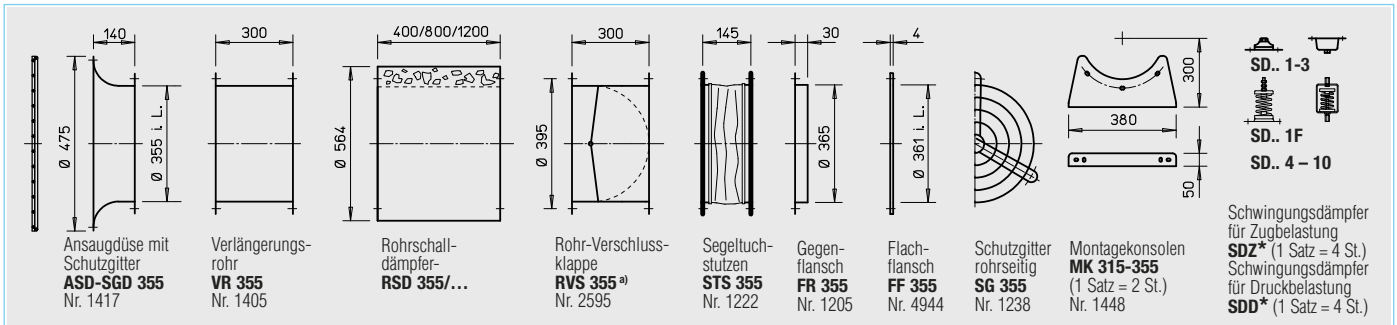 140
Ø 475
Ø 355 i. L.
Ansaugdüse mit
Schutzgitter
ASD-SGD 355
Nr. 1417
300
Verlängerungs-
rohr
VR 355
Nr. 1405
400/800/1200
Ø 564
Rohrschall-
dämpfer-
RSD 355/…
300
Ø 395
Rohr-Verschluss-
klappe
RVS 355 a)
Nr. 2595
145
Segeltuch-
stutzen
STS 355
Nr. 1222
30
Ø 365
Gegen-
flansch
FR 355
Nr. 1205
4
Ø 361 i. L.
Flach-
flansch
FF 355
Nr. 4944
Schutzgitter
rohrseitig
SG 355
Nr. 1238
300
380
50
Montagekonsolen
MK 315-355
(1 Satz = 2 St.)
Nr. 1448
SD.. 1-3
SD.. 1F
SD.. 4 – 10
Schwingungsdämpfer
für Zugbelastung
SDZ* (1 Satz = 4 St.)
Schwingungsdämpfer
für Druckbelastung
SDD* (1 Satz = 4 St.)